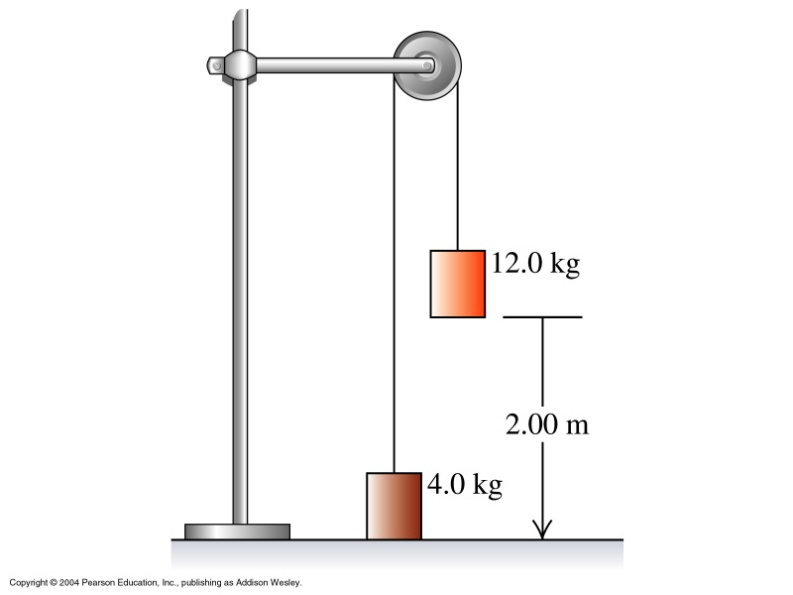 12.0 kg
2.00 m
4.0 kg
Copyright © 2004 Pearson Education, Inc., publishing as Addison Wesley.